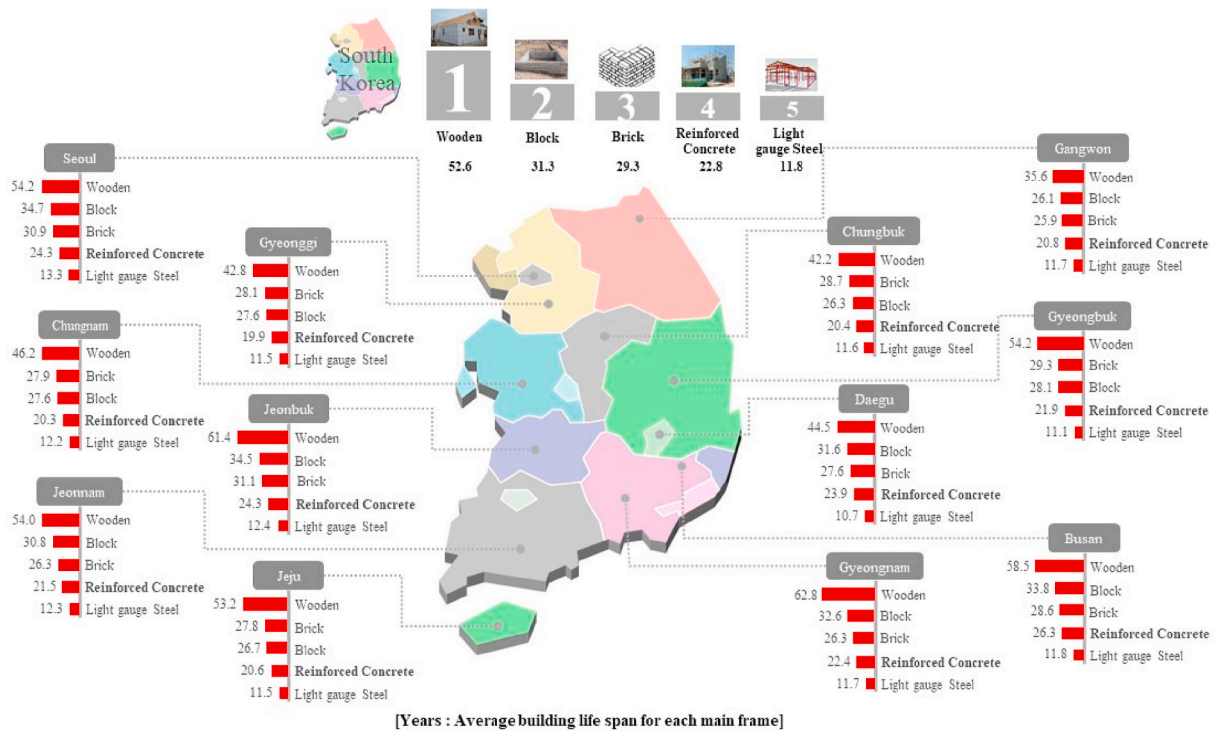 South
Korea
1
2
3
4
5
Wooden
Block
Brick
Reinforced
Concrete
Light
gauge Steel
52.6
31.3
29.3
22.8
11.8
Seoul
54.2 Wooden
34.7 Block
30.9 Brick
24.3 Reinforced Concrete
13.3 Light gauge Steel
Gyeonggi
42.8 Wooden
28.1 Brick
27.6 Block
19.9 Reinforced Concrete
11.5 Light gauge Steel
Chungnam
46.2 Wooden
27.9 Brick
27.6 Block
20.3 Reinforced Concrete
12.2 Light gauge Steel
Jeonbuk
61.4 Wooden
34.5 Block
31.1 Brick
24.3 Reinforced Concrete
12.4 Light gauge Steel
Jeonnam
54.0 Wooden
30.8 Block
26.3 Brick
21.5 Reinforced Concrete
12.3 Light gauge Steel
Jeju
53.2 Wooden
27.8 Brick
26.7 Block
20.6 Reinforced Concrete
11.5 Light gauge Steel
Gangwon
35.6 Wooden
26.1 Block
25.9 Brick
20.8 Reinforced Concrete
11.7 Light gauge Steel
Chungbuk
42.2 Wooden
28.7 Brick
26.3 Block
20.4 Reinforced Concrete
11.6 Light gauge Steel
Gyeongbuk
54.2 Wooden
29.3 Brick
28.1 Block
21.9 Reinforced Concrete
11.1 Light gauge Steel
Daegu
44.5 Wooden
31.6 Block
27.6 Brick
23.9 Reinforced Concrete
10.7 Light gauge Steel
Busan
58.5 Wooden
33.8 Block
28.6 Brick
26.3 Reinforced Concrete
11.8 Light gauge Steel
Gyeongnam
62.8 Wooden
32.6 Block
26.3 Brick
22.4 Reinforced Concrete
11.7 Light gauge Steel
[Years : Average building life span for each main frame]